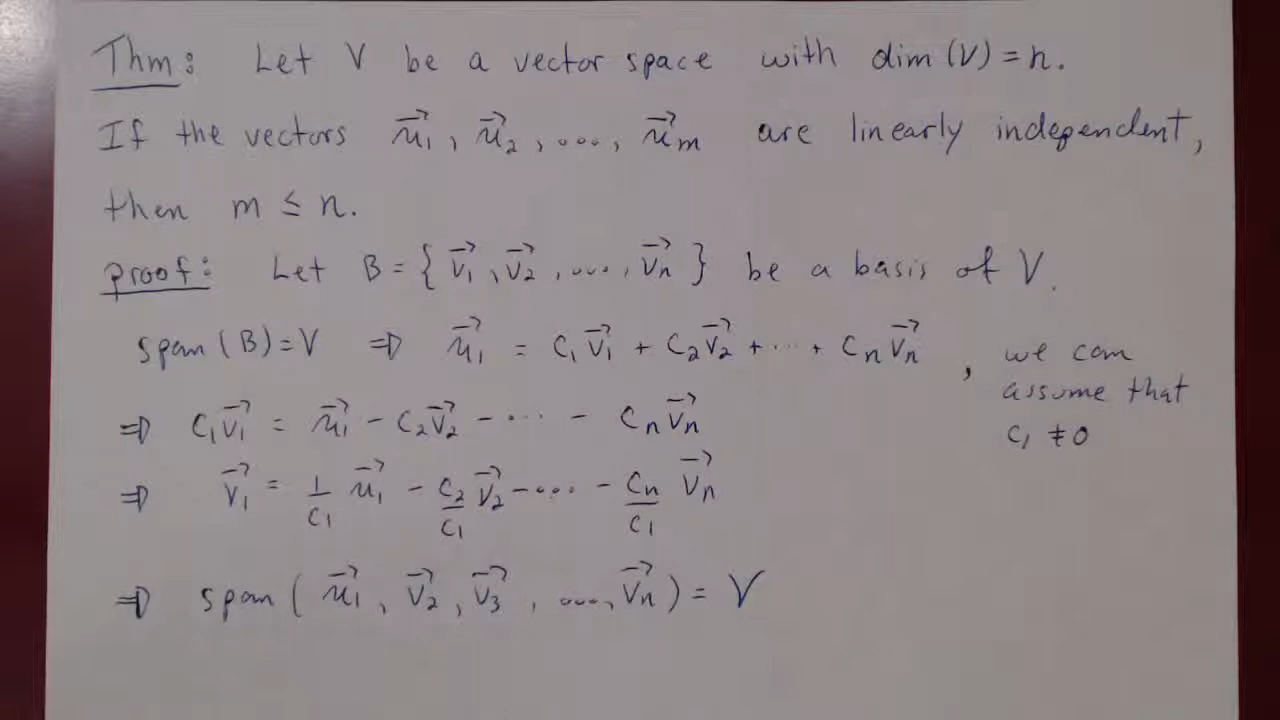 Thm: Let V be a vector space with dim (V) = n.
If the vectors u⃗₁, u⃗₂, ..., u⃗ₘ are linearly independent,
then m ≤ n.
proof: Let B = { v⃗₁, v⃗₂, ...., v⃗ₙ } be a basis of V.
span (B) = V ⇒ u⃗₁ = c₁v⃗₁ + c₂v⃗₂ + ... + cₙv⃗ₙ , we can
assume that
c₁ ≠ 0
⇒ c₁v⃗₁ = u⃗₁ - c₂v⃗₂ - .... - cₙv⃗ₙ
⇒ v⃗₁ = 1/c₁ u⃗₁ - c₂/c₁ v⃗₂ - .... - cₙ/c₁ v⃗ₙ
⇒ span ( u⃗₁, v⃗₂, v⃗₃, ...., v⃗ₙ ) = V